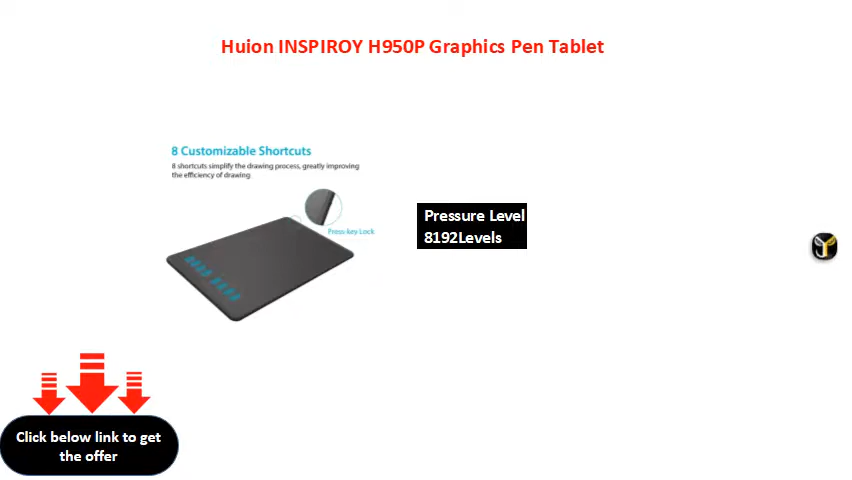 Huion INSPIROY H950P Graphics Pen Tablet
8 Customizable Shortcuts
8 shortcuts simplify the drawing process, greatly improving
the efficiency of drawing
Press-key Lock
Pressure Level
8192Levels
Click below link to get
the offer